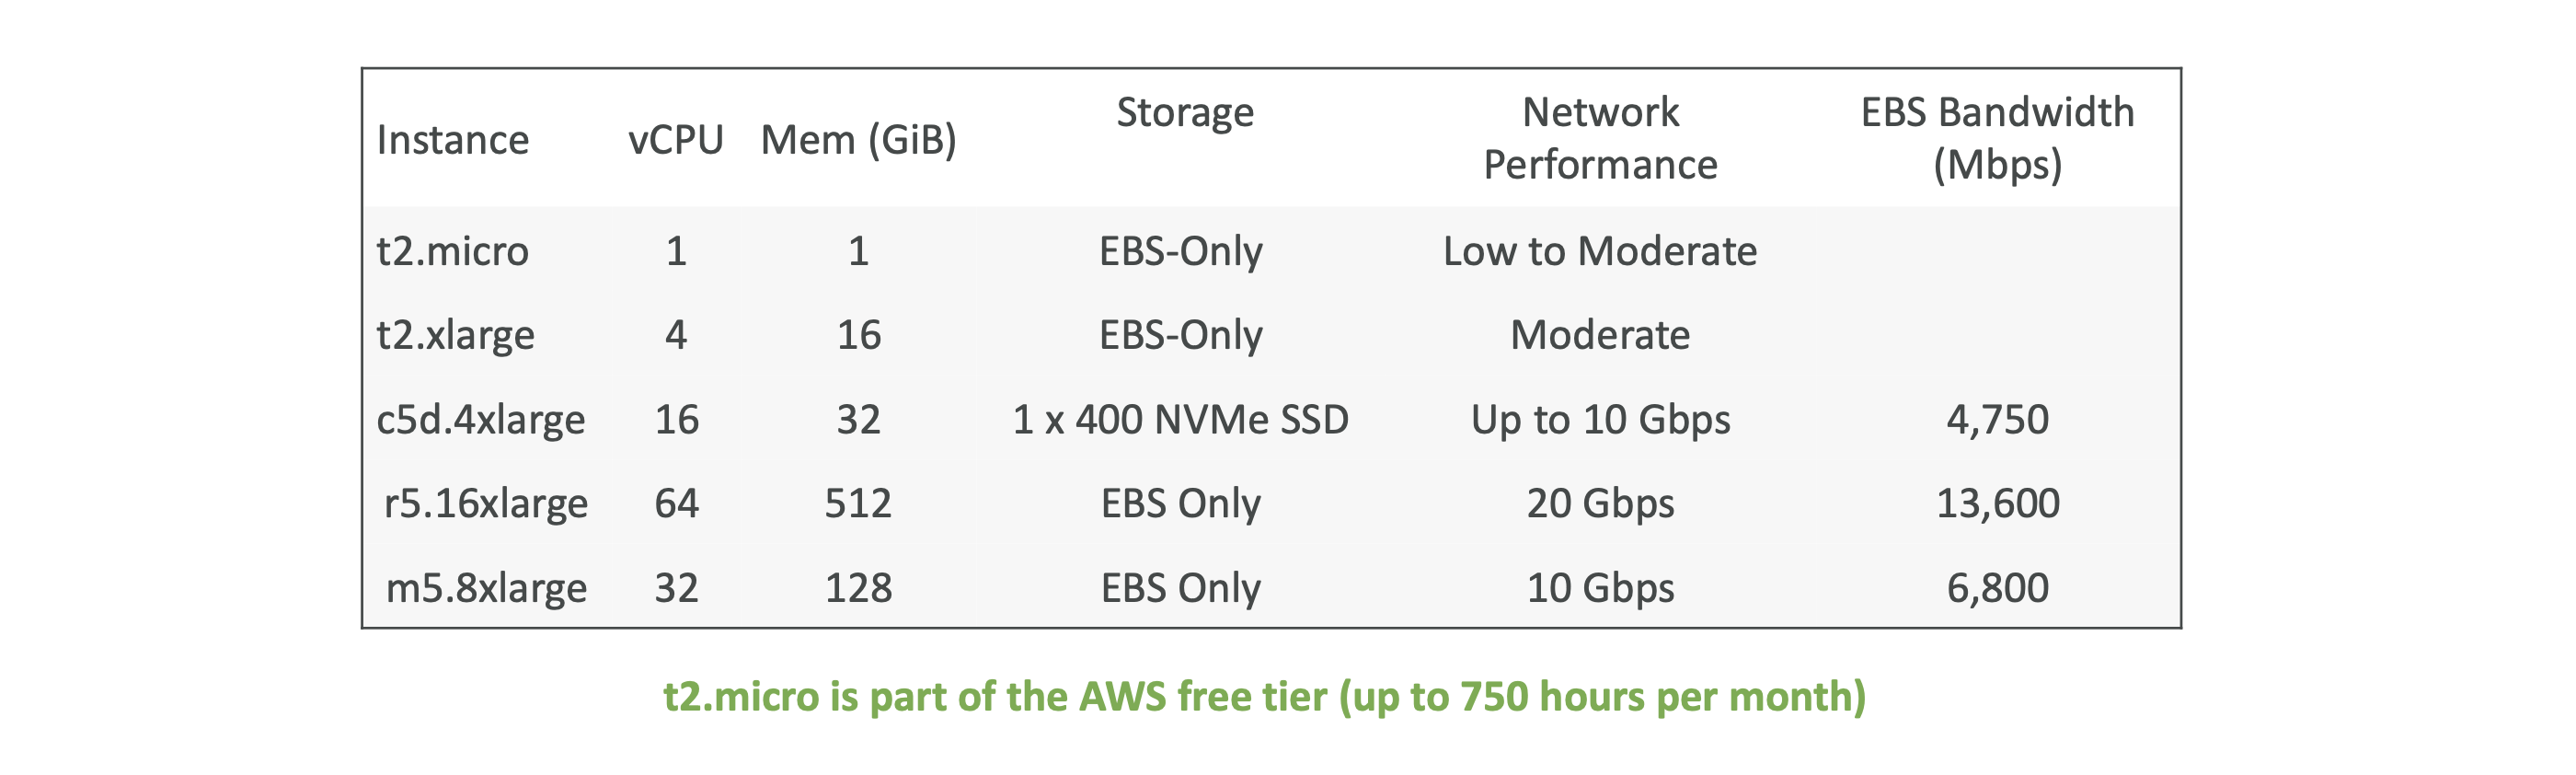 Instance vCPU Mem (GiB) Storage Network Performance EBS Bandwidth (Mbps)
t2.micro 1 1 EBS-Only Low to Moderate
t2.xlarge 4 16 EBS-Only Moderate
c5d.4xlarge 16 32 1 x 400 NVMe SSD Up to 10 Gbps 4,750
r5.16xlarge 64 512 EBS Only 20 Gbps 13,600
m5.8xlarge 32 128 EBS Only 10 Gbps 6,800
t2.micro is part of the AWS free tier (up to 750 hours per month)